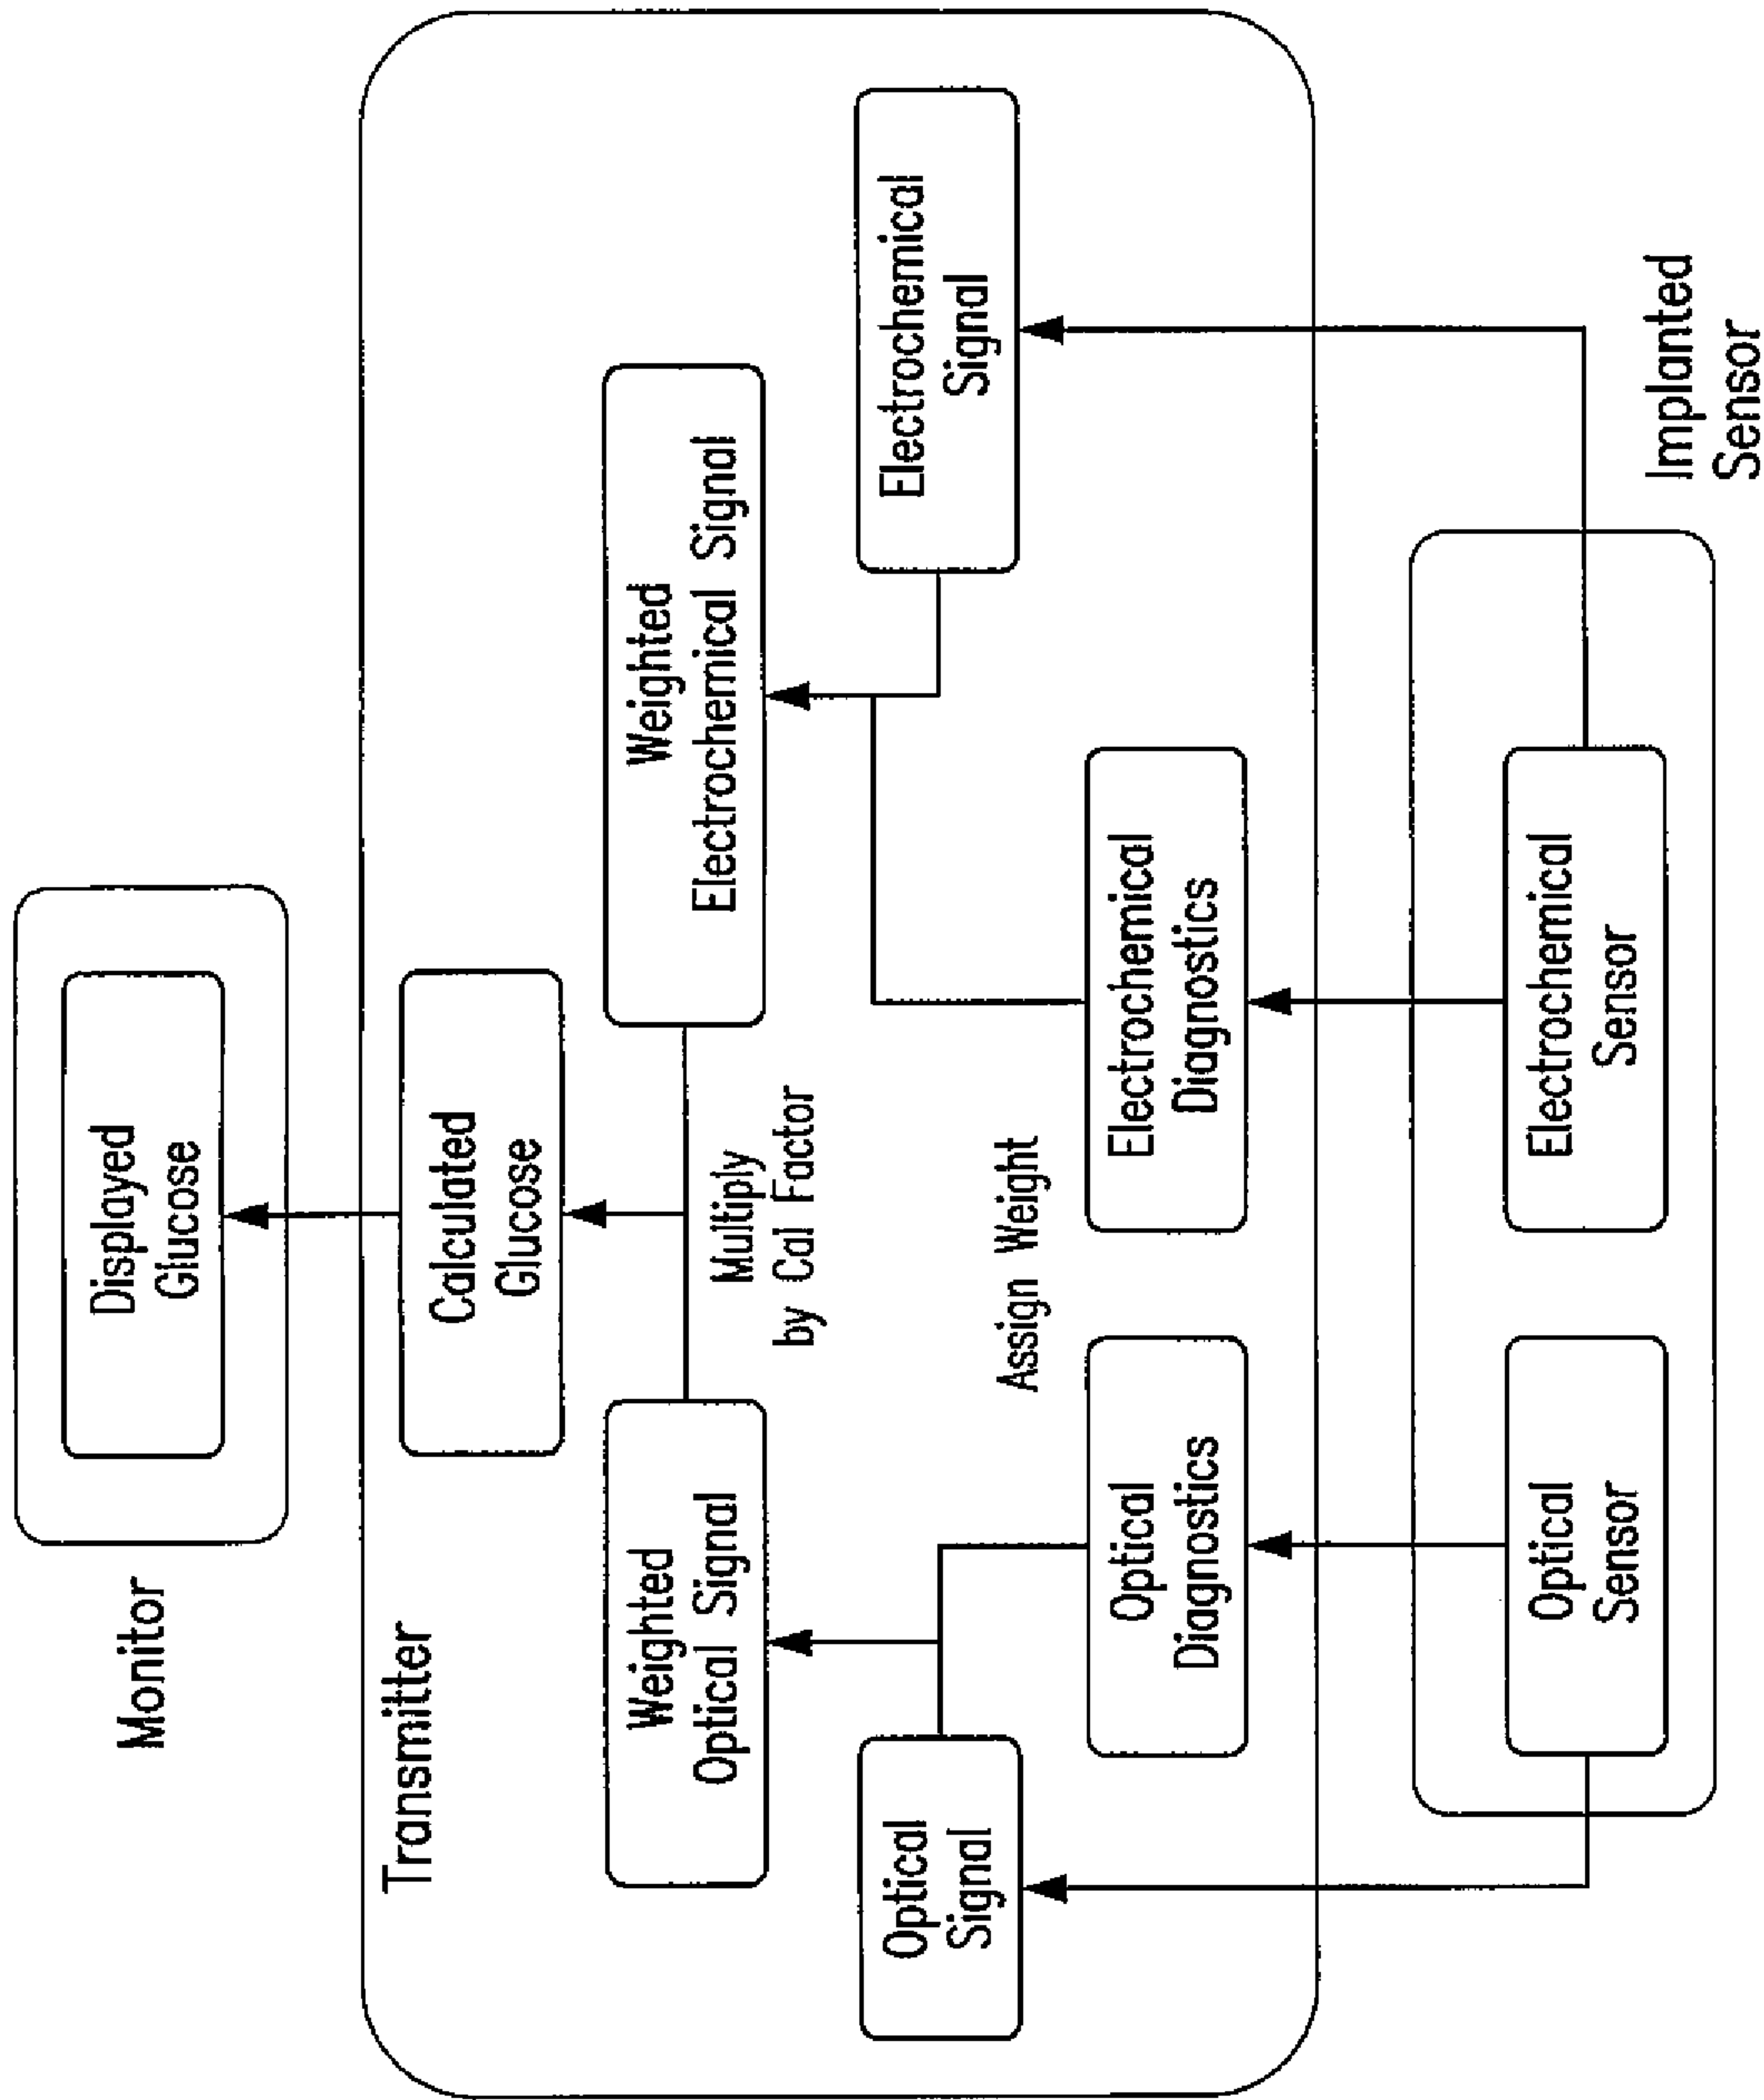 Monitor
Displayed
Glucose
Transmitter
Calculated
Glucose
Weighted
Optical Signal
Multiply
by Cal Factor
Weighted
Electrochemical Signal
Optical
Signal
Electrochemical
Signal
Assign Weight
Optical
Diagnostics
Electrochemical
Diagnostics
Optical
Sensor
Electrochemical
Sensor
Implanted
Sensor